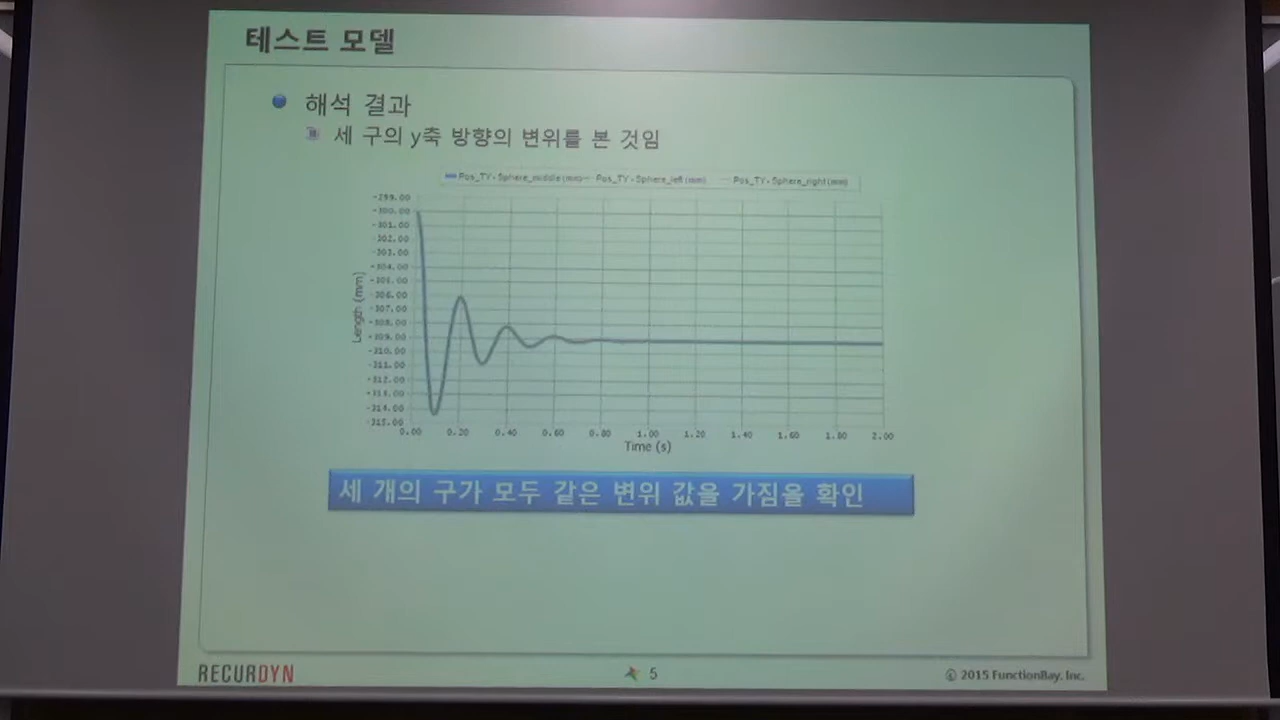 테스트 모델
해석 결과
세 구의 y축 방향의 변위를 본 것임
Pos_TY-Sphere_middle(mm) Pos_TY-Sphere_left(mm) Pos_TY-Sphere_right(mm)
-299.00
-300.00
-301.00
-302.00
-303.00
-304.00
-305.00
-306.00
-307.00
-308.00
-309.00
-310.00
-311.00
-312.00
-313.00
-314.00
-315.00
Length (mm)
0.00 0.20 0.40 0.60 0.80 1.00 1.20 1.40 1.60 1.80 2.00
Time (s)
세 개의 구가 모두 같은 변위 값을 가짐을 확인
RECURDYN
5
© 2015 FunctionBay, Inc.